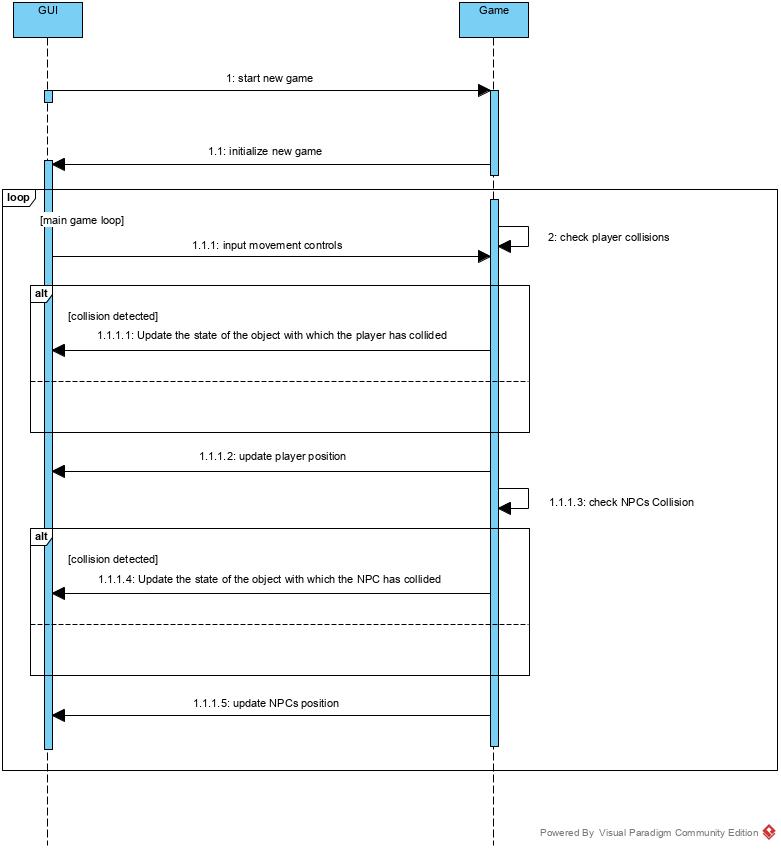 GUI
Game
1: start new game
1.1: initialize new game
loop
[main game loop]
2: check player collisions
1.1.1: input movement controls
alt
[collision detected]
1.1.1.1: Update the state of the object with which the player has collided
1.1.1.2: update player position
1.1.1.3: check NPCs Collision
alt
[collision detected]
1.1.1.4: Update the state of the object with which the NPC has collided
1.1.1.5: update NPCs position
Powered By Visual Paradigm Community Edition